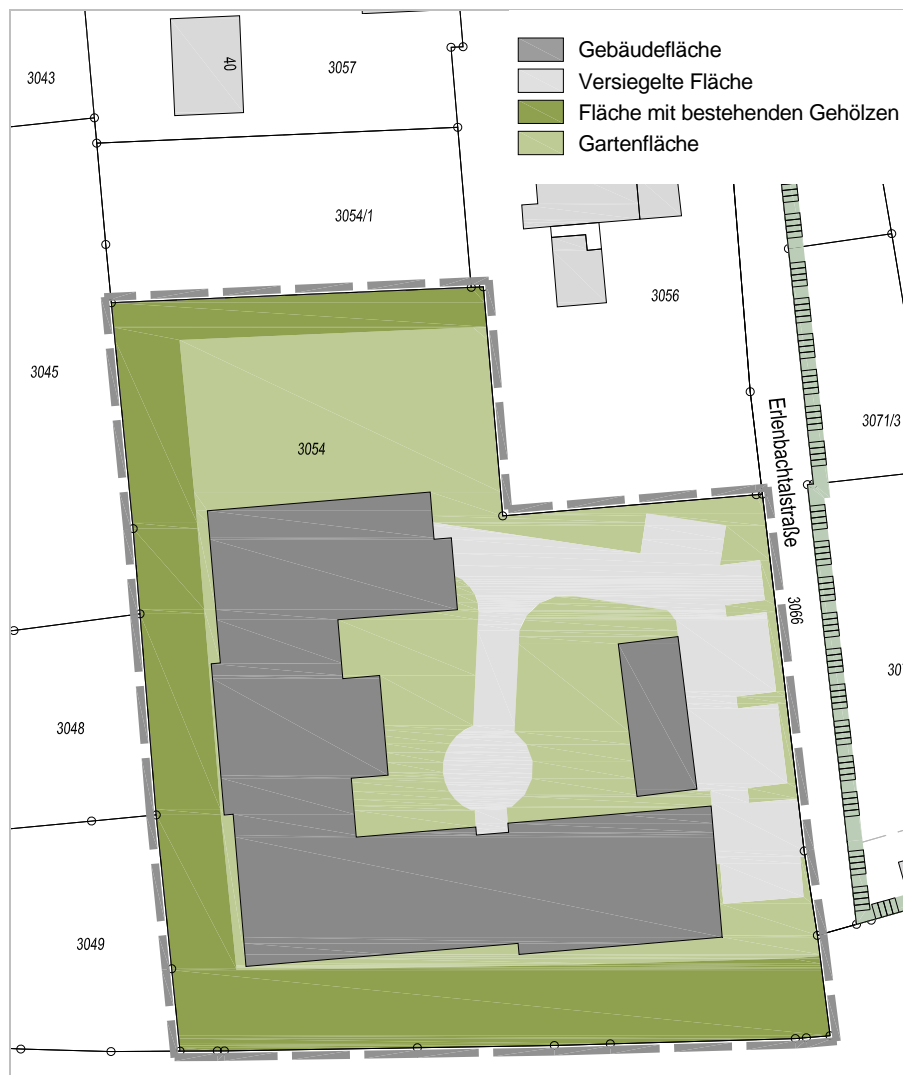 Gebäudefläche
Versiegelte Fläche
Fläche mit bestehenden Gehölzen
Gartenfläche
40
3057
3043
3054/1
3056
3045
3071/3
Erlenbachtalstraße
3054
3066
3048
3049